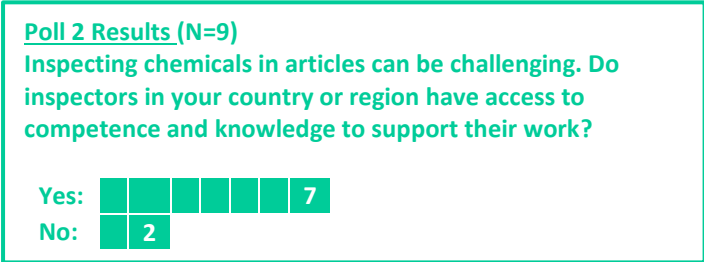 Poll 2 Results (N=9)
Inspecting chemicals in articles can be challenging. Do
inspectors in your country or region have access to
competence and knowledge to support their work?
Yes: 7
No: 2